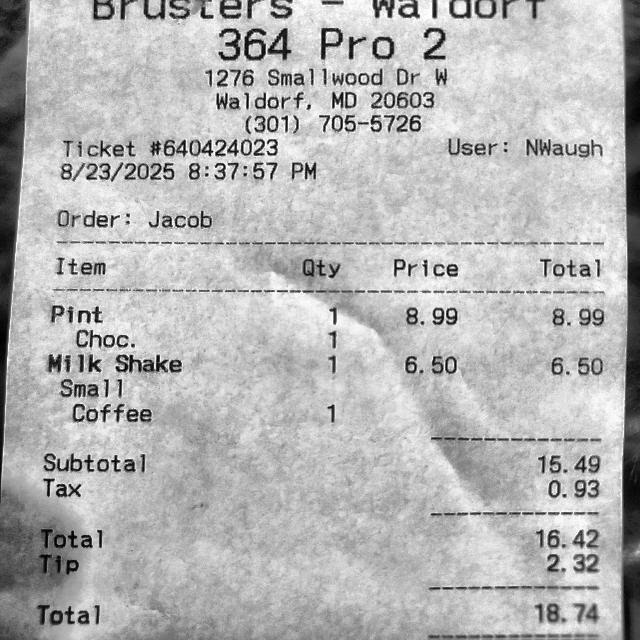 Brusters - Waldorf
364 Pro 2
1276 Smallwood Dr W
Waldorf, MD 20603
(301) 705-5726
Ticket #640424023 User: NWaugh
8/23/2025 8:37:57 PM
Order: Jacob
Item Qty Price Total
Pint 1 8.99 8.99
Choc. 1
Milk Shake 1 6.50 6.50
Small
Coffee 1
Subtotal 15.49
Tax 0.93
Total 16.42
Tip 2.32
Total 18.74